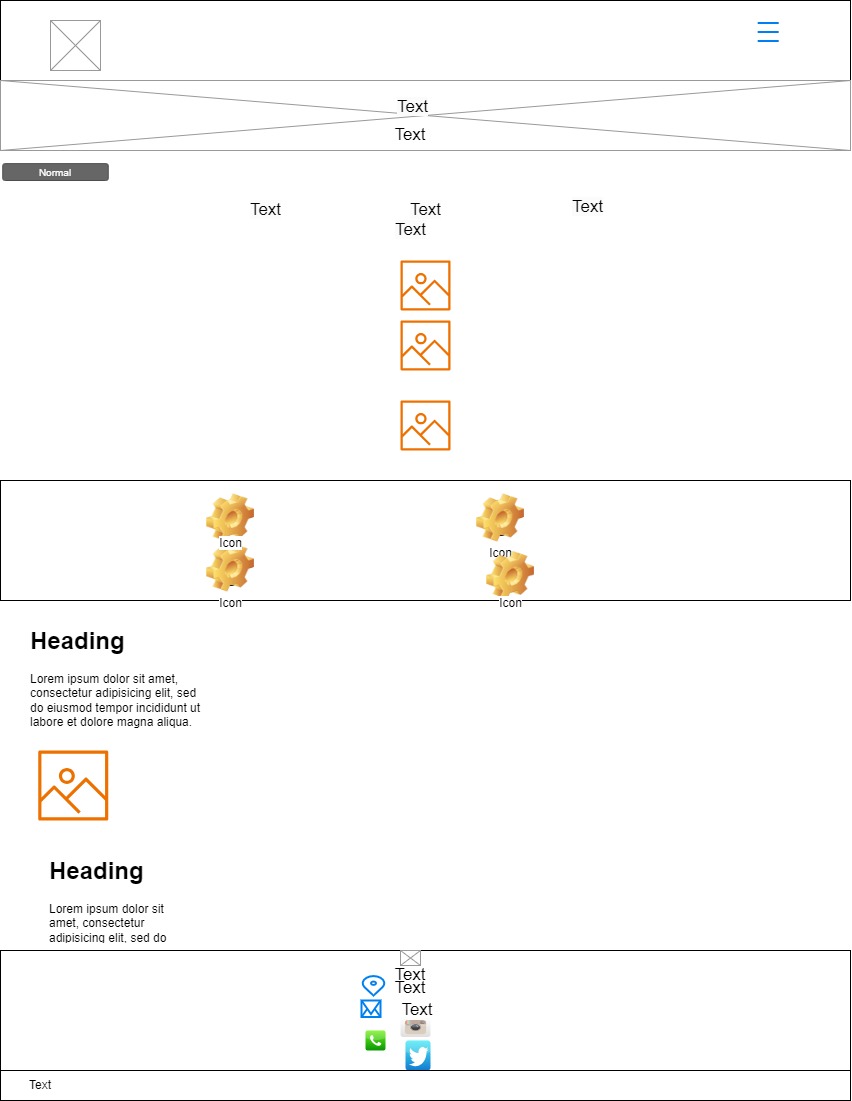 Text
Text
Normal
Text Text Text
Text
Icon Icon
Icon Icon
Heading
Lorem ipsum dolor sit amet,
consectetur adipisicing elit, sed
do eiusmod tempor incididunt ut
labore et dolore magna aliqua.
Heading
Lorem ipsum dolor sit
amet, consectetur
adipisicing elit, sed do
Text
Text
Text
Text